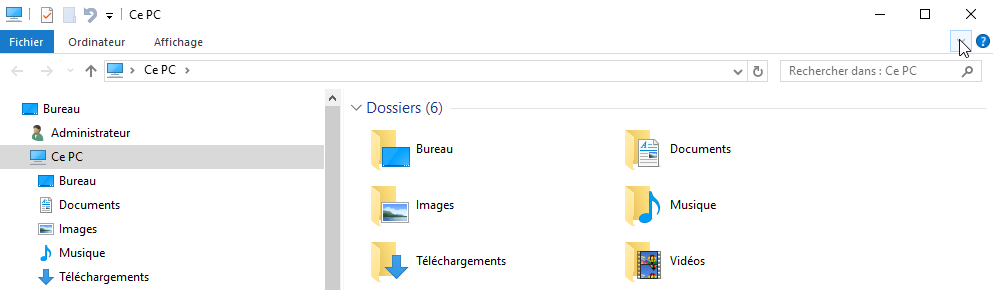 Ce PC
Fichier Ordinateur Affichage ?
Ce PC Rechercher dans : Ce PC
Bureau
Administrateur
Ce PC
Bureau
Documents
Images
Musique
Téléchargements
Dossiers (6)
Bureau Documents
Images Musique
Téléchargements Vidéos